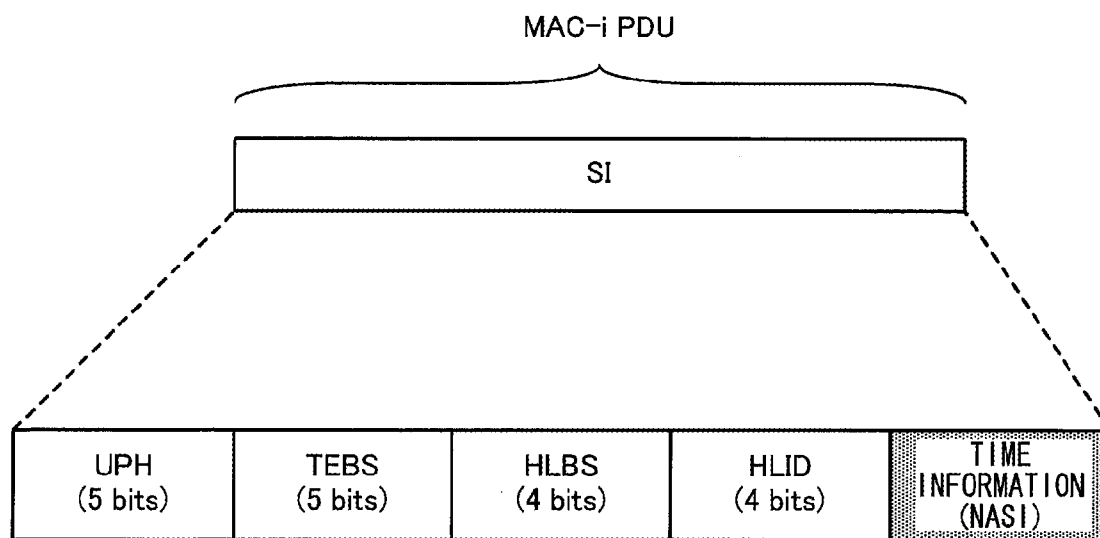 MAC-i PDU
SI
UPH
(5 bits)
TEBS
(5 bits)
HLBS
(4 bits)
HLID
(4 bits)
TIME
INFORMATION
(NASI)